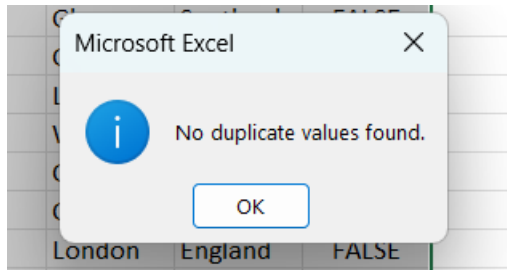 Microsoft Excel
No duplicate values found.
OK
London England FALSE